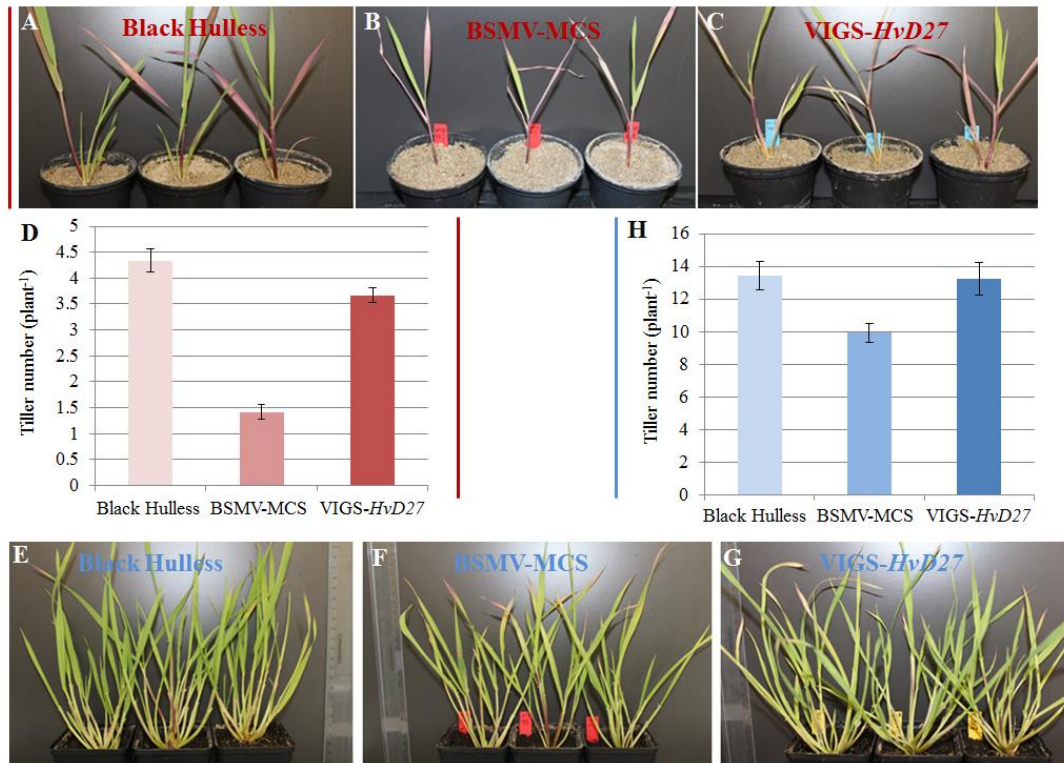 A Black Hulless
B BSMV-MCS
C VIGS-HvD27
D
Tiller number (plant⁻¹)
5
4.5
4
3.5
3
2.5
2
1.5
1
0.5
0
Black Hulless BSMV-MCS VIGS-HvD27
H
Tiller number (plant⁻¹)
16
14
12
10
8
6
4
2
0
Black Hulless BSMV-MCS VIGS-HvD27
E Black Hulless
F BSMV-MCS
G VIGS-HvD27